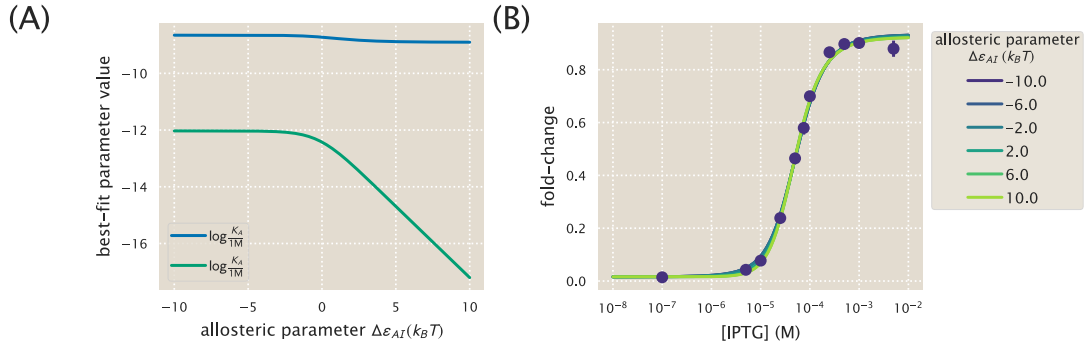 (A)
best-fit parameter value
−10
−12
−14
−16
log K_A/1M
log K_A/1M
−10
−5
0
5
10
allosteric parameter Δε_AI (k_BT)
(B)
fold−change
0.8
0.6
0.4
0.2
0.0
10⁻⁸
10⁻⁷
10⁻⁶
10⁻⁵
10⁻⁴
10⁻³
10⁻²
[IPTG] (M)
allosteric parameter
Δε_AI (k_BT)
−10.0
−6.0
−2.0
2.0
6.0
10.0